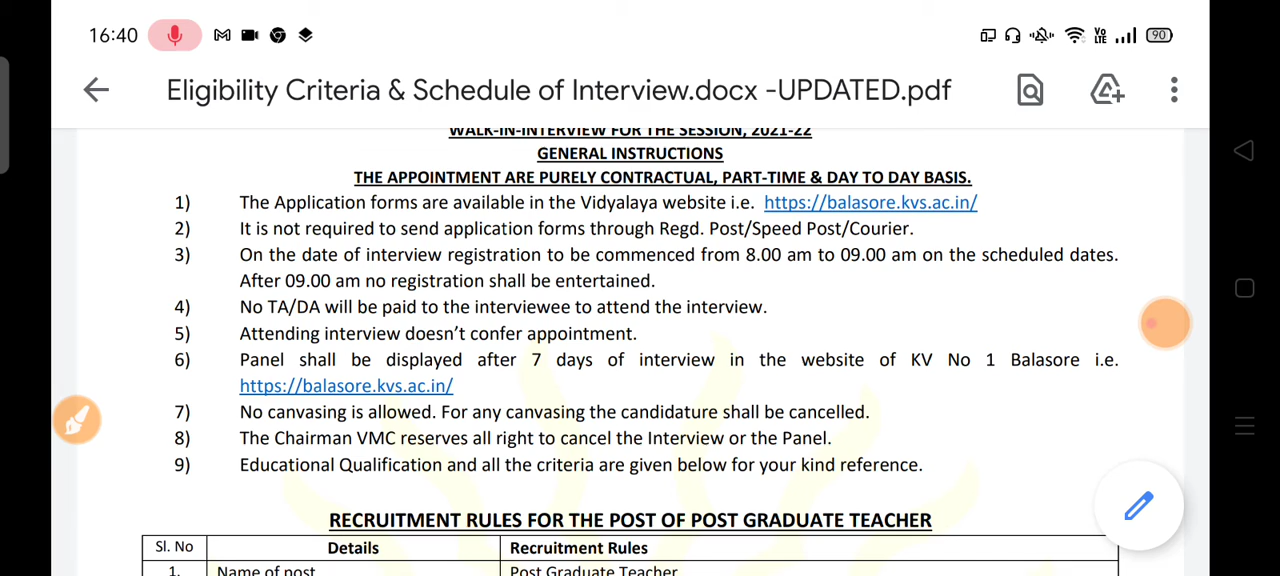 16:40
VO LTE 90
Eligibility Criteria & Schedule of Interview.docx -UPDATED.pdf
WALK-IN-INTERVIEW FOR THE SESSION, 2021-22
GENERAL INSTRUCTIONS
THE APPOINTMENT ARE PURELY CONTRACTUAL, PART-TIME & DAY TO DAY BASIS.
1) The Application forms are available in the Vidyalaya website i.e. https://balasore.kvs.ac.in/
2) It is not required to send application forms through Regd. Post/Speed Post/Courier.
3) On the date of interview registration to be commenced from 8.00 am to 09.00 am on the scheduled dates.
After 09.00 am no registration shall be entertained.
4) No TA/DA will be paid to the interviewee to attend the interview.
5) Attending interview doesn't confer appointment.
6) Panel shall be displayed after 7 days of interview in the website of KV No 1 Balasore i.e.
https://balasore.kvs.ac.in/
7) No canvasing is allowed. For any canvasing the candidature shall be cancelled.
8) The Chairman VMC reserves all right to cancel the Interview or the Panel.
9) Educational Qualification and all the criteria are given below for your kind reference.
RECRUITMENT RULES FOR THE POST OF POST GRADUATE TEACHER
Sl. No Details Recruitment Rules
1. Name of post Post Graduate Teacher